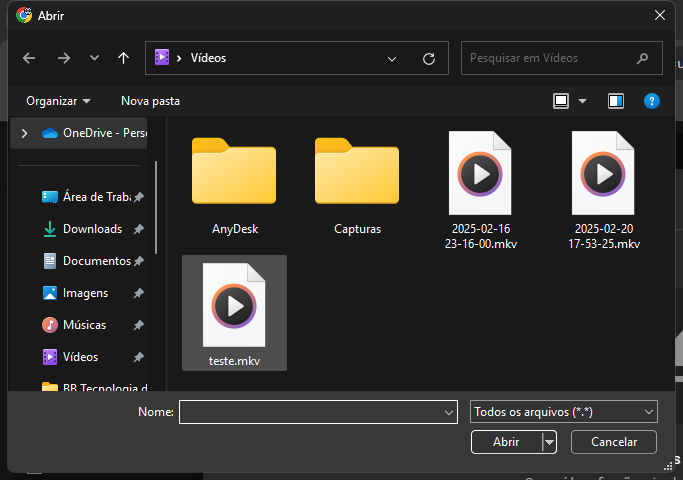 Abrir
Vídeos
Pesquisar em Vídeos
Organizar
Nova pasta
OneDrive - Perso
Área de Traba
Downloads
Documentos
Imagens
Músicas
Vídeos
BB Tecnologia d
AnyDesk
Capturas
2025-02-16
23-16-00.mkv
2025-02-20
17-53-25.mkv
teste.mkv
Nome:
Todos os arquivos (*.*)
Abrir
Cancelar